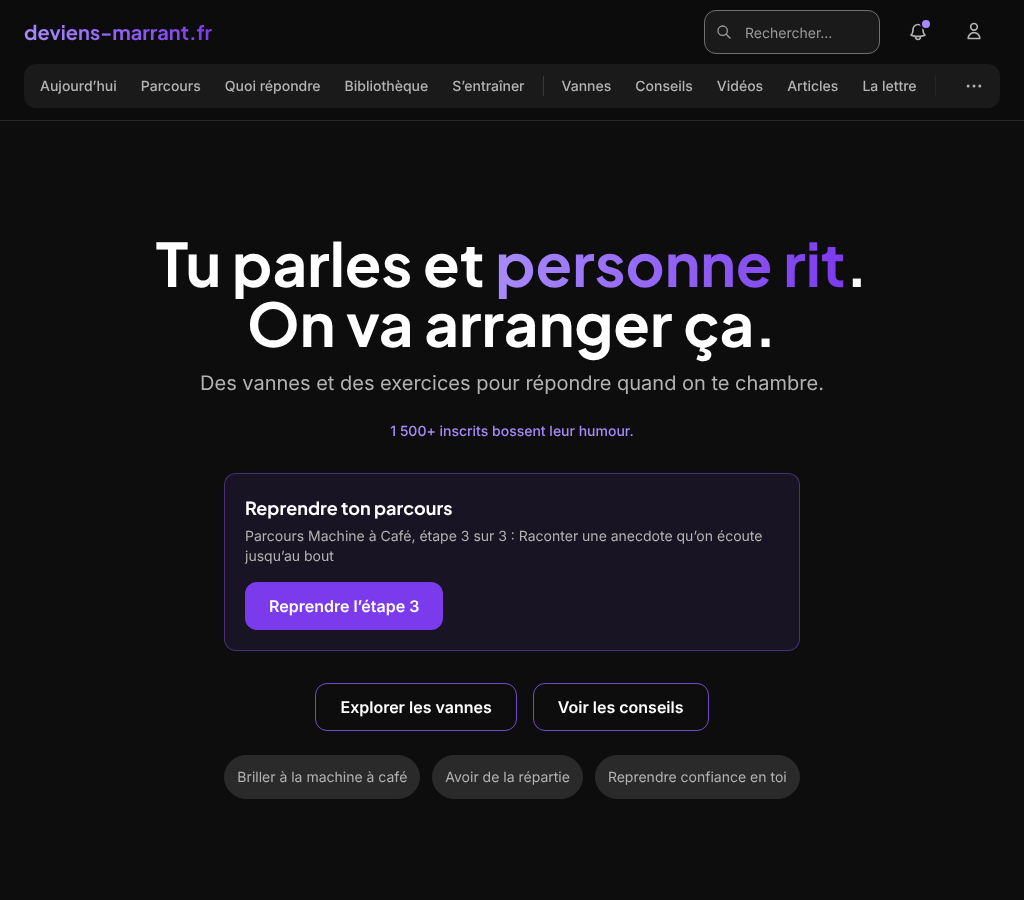 deviens-marrant.fr
Rechercher...
Aujourd’hui
Parcours
Quoi répondre
Bibliothèque
S’entraîner
Vannes
Conseils
Vidéos
Articles
La lettre
Tu parles et personne rit.
On va arranger ça.
Des vannes et des exercices pour répondre quand on te chambre.
1 500+ inscrits bossent leur humour.
Reprendre ton parcours
Parcours Machine à Café, étape 3 sur 3 : Raconter une anecdote qu’on écoute
jusqu’au bout
Reprendre l’étape 3
Explorer les vannes
Voir les conseils
Briller à la machine à café
Avoir de la répartie
Reprendre confiance en toi